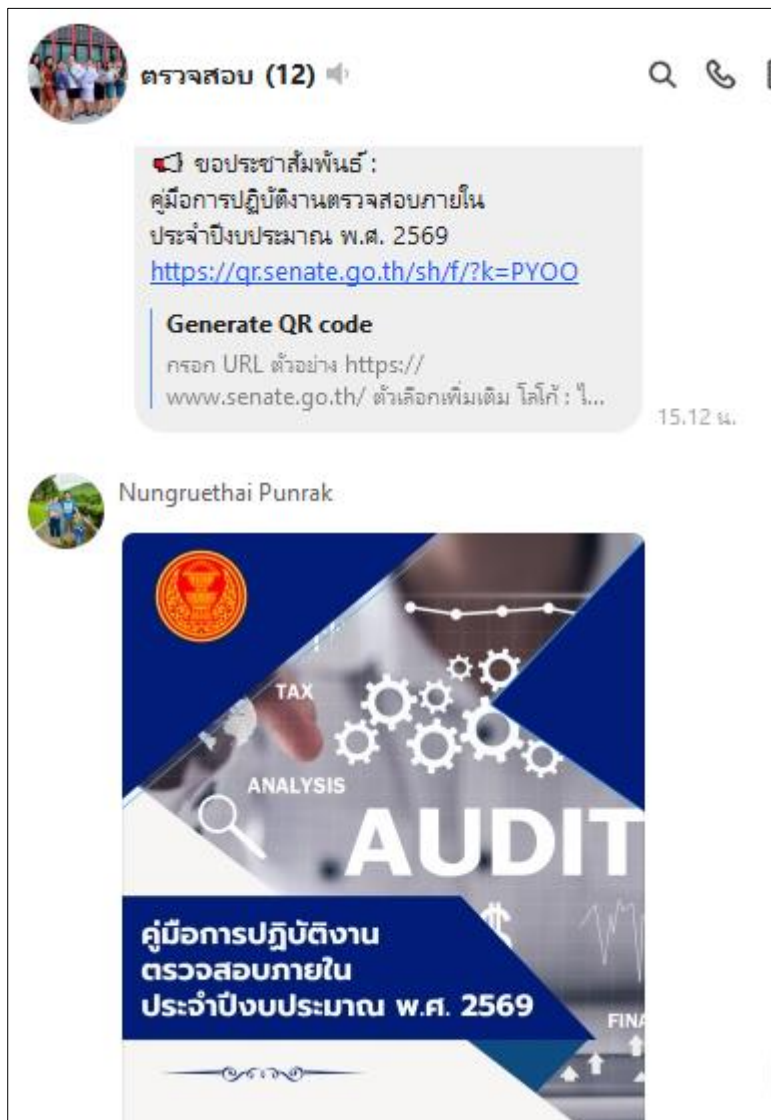 ตรวจสอบ (12)
ขอประชาสัมพันธ์ :
คู่มือการปฏิบัติงานตรวจสอบภายใน
ประจำปีงบประมาณ พ.ศ. 2569
https://qr.senate.go.th/sh/f/?k=PYOO
Generate QR code
กรอก URL ตัวอย่าง https://
www.senate.go.th/ ตัวเลือกเพิ่มเติม โลโก้ : ไ...
15.12 น.
Nungruethai Punrak
TAX
ANALYSIS
AUDIT
$
คู่มือการปฏิบัติงาน
ตรวจสอบภายใน
ประจำปีงบประมาณ พ.ศ. 2569
FINA